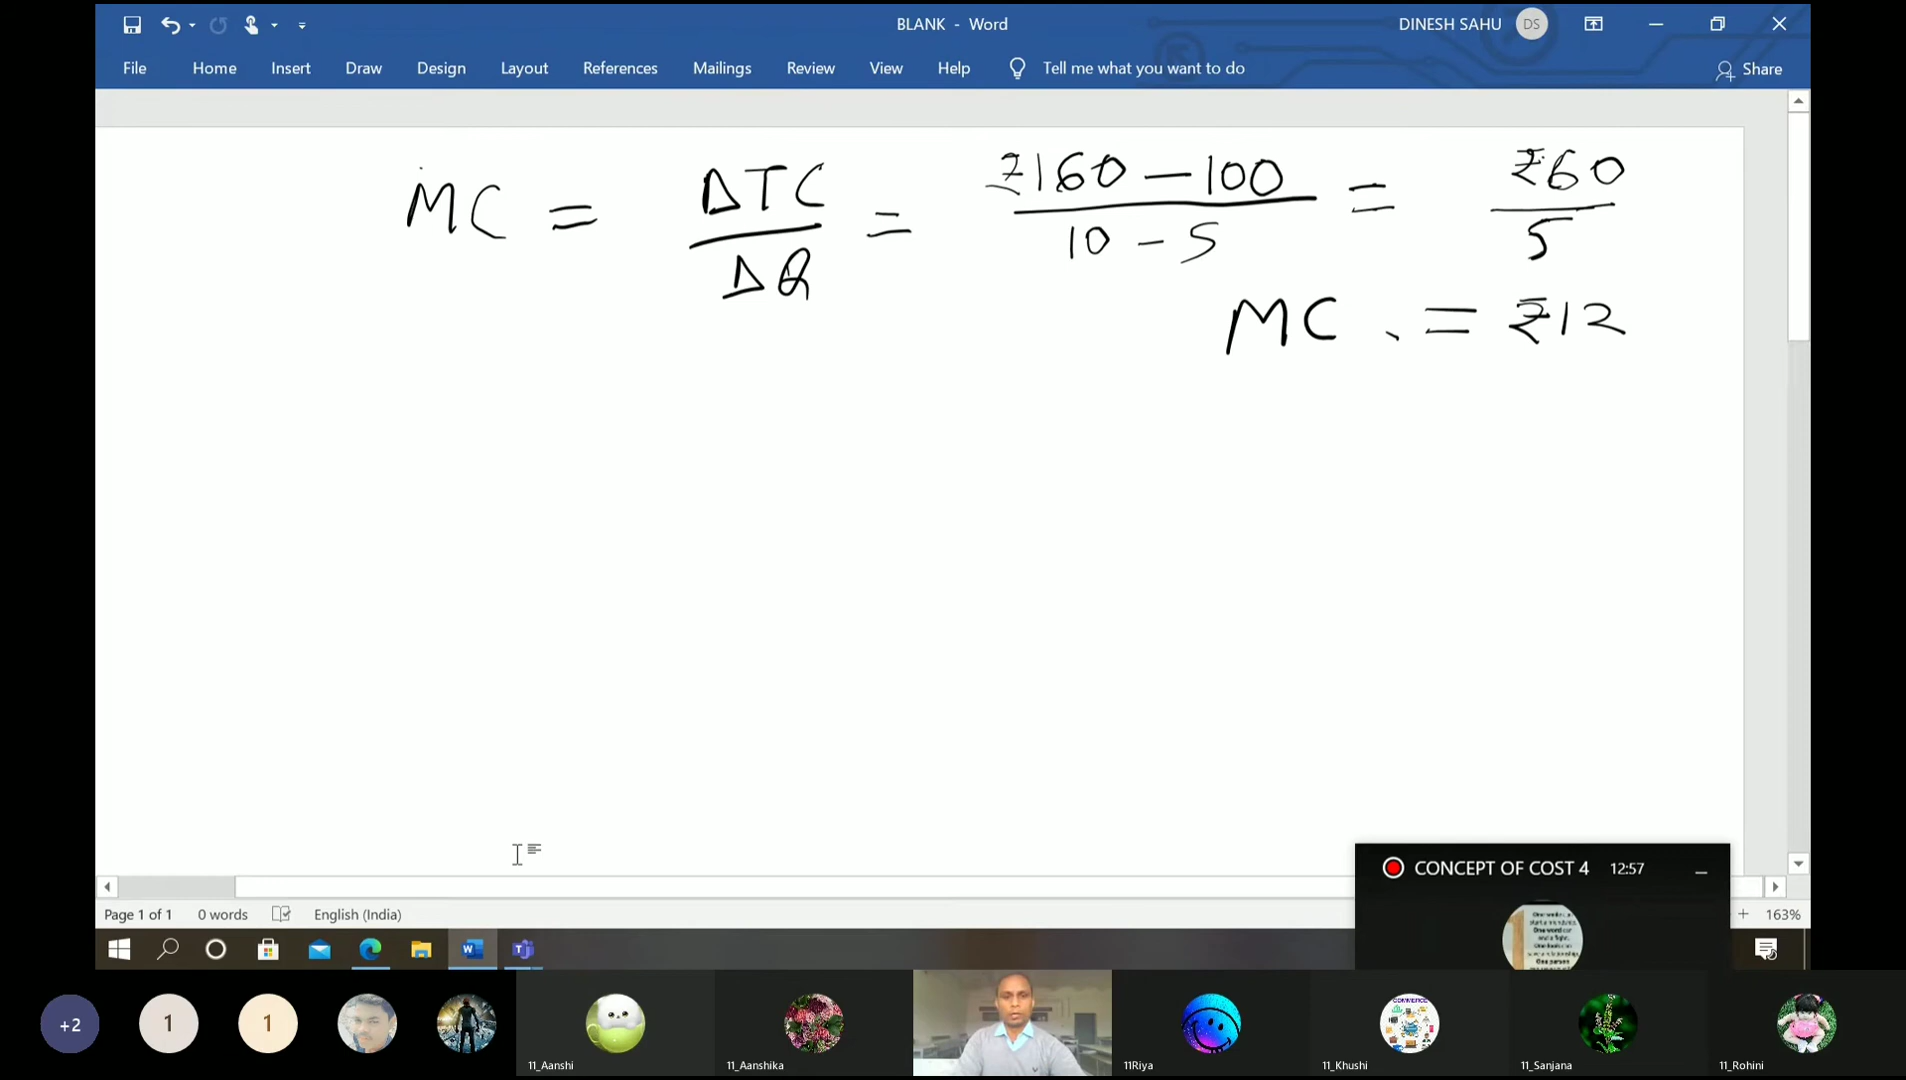 BLANK - Word
DINESH SAHU DS
File Home Insert Draw Design Layout References Mailings Review View Help Tell me what you want to do Share
MC = ΔTC/ΔQ = ₹160 - 100/10 - 5 = ₹60/5
MC . = ₹12
CONCEPT OF COST 4 12:57
Page 1 of 1 0 words English (India) 163%
+2 1 1
11_Aanshi 11_Aanshika 11Riya 11_Khushi 11_Sanjana 11_Rohini